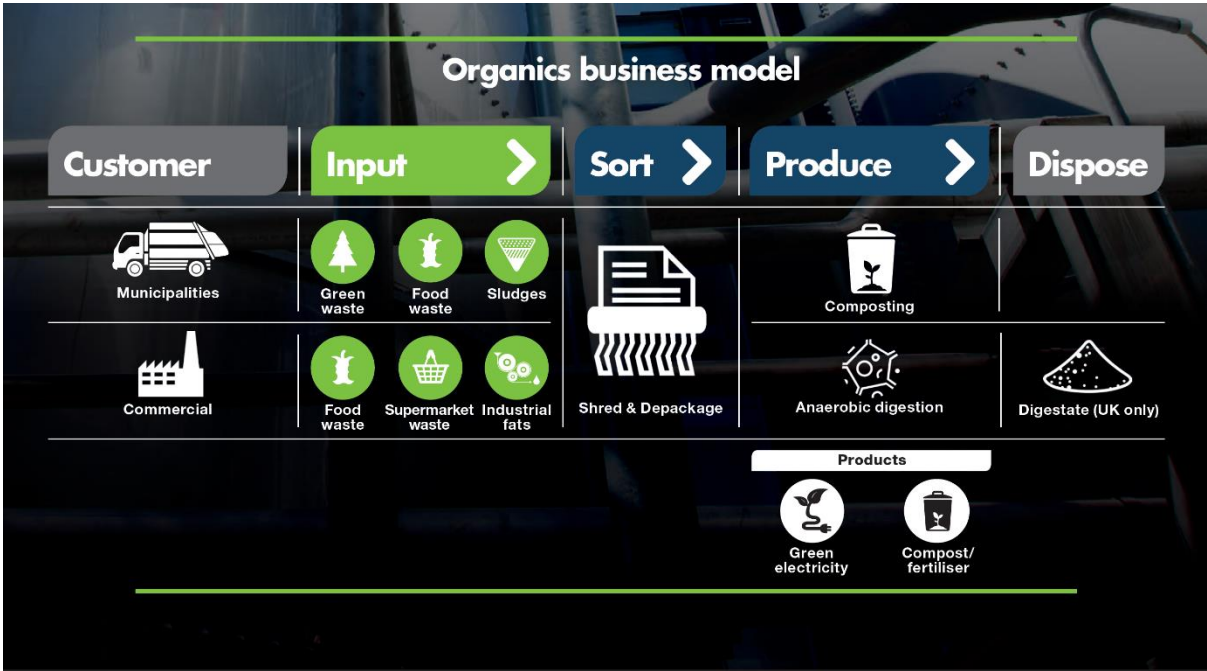 Organics business model
Customer
Input
Sort
Produce
Dispose
Municipalities
Green
waste
Food
waste
Sludges
Composting
Commercial
Food
waste
Supermarket
waste
Industrial
fats
Shred & Depackage
Anaerobic digestion
Digestate (UK only)
Products
Green
electricity
Compost/
fertiliser